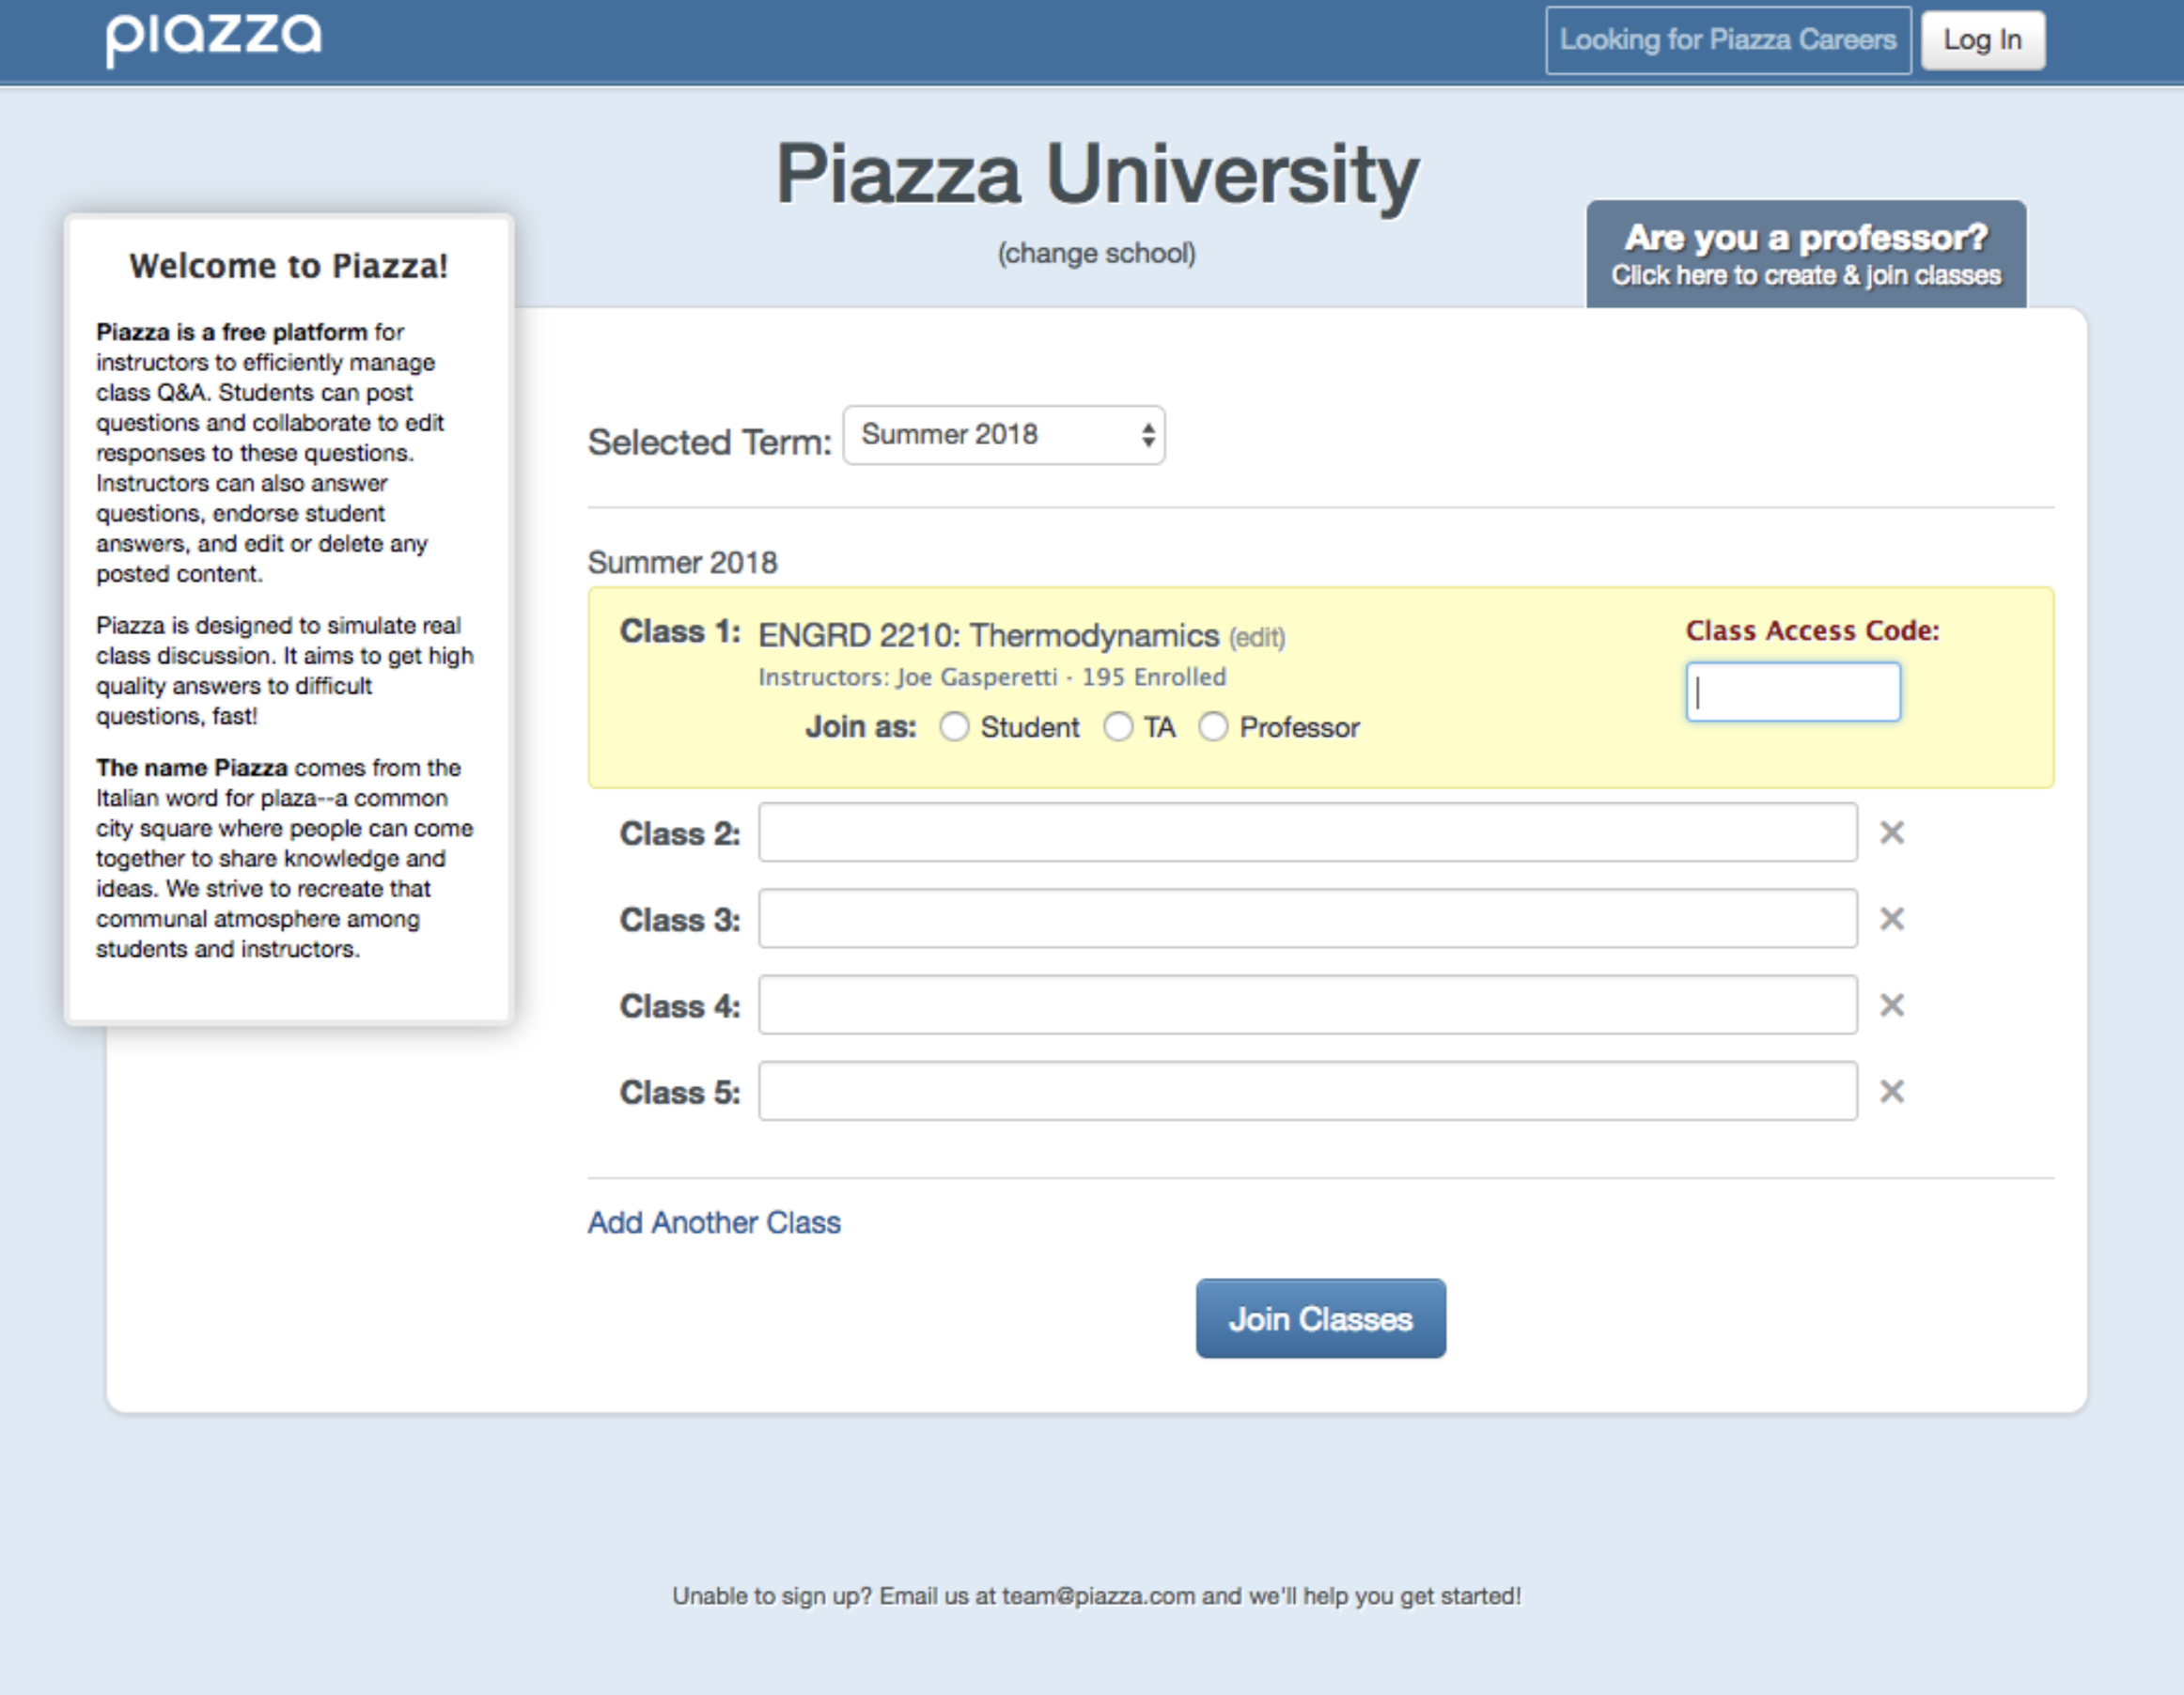 piazza
Looking for Piazza Careers
Log In
Piazza University
(change school)
Are you a professor?
Click here to create & join classes
Welcome to Piazza!
Piazza is a free platform for
instructors to efficiently manage
class Q&A. Students can post
questions and collaborate to edit
responses to these questions.
Instructors can also answer
questions, endorse student
answers, and edit or delete any
posted content.
Piazza is designed to simulate real
class discussion. It aims to get high
quality answers to difficult
questions, fast!
The name Piazza comes from the
Italian word for plaza--a common
city square where people can come
together to share knowledge and
ideas. We strive to recreate that
communal atmosphere among
students and instructors.
Selected Term: Summer 2018
Summer 2018
Class 1: ENGRD 2210: Thermodynamics (edit)
Instructors: Joe Gasperetti · 195 Enrolled
Join as: Student TA Professor
Class Access Code:
Class 2:
Class 3:
Class 4:
Class 5:
Add Another Class
Join Classes
Unable to sign up? Email us at team@piazza.com and we'll help you get started!